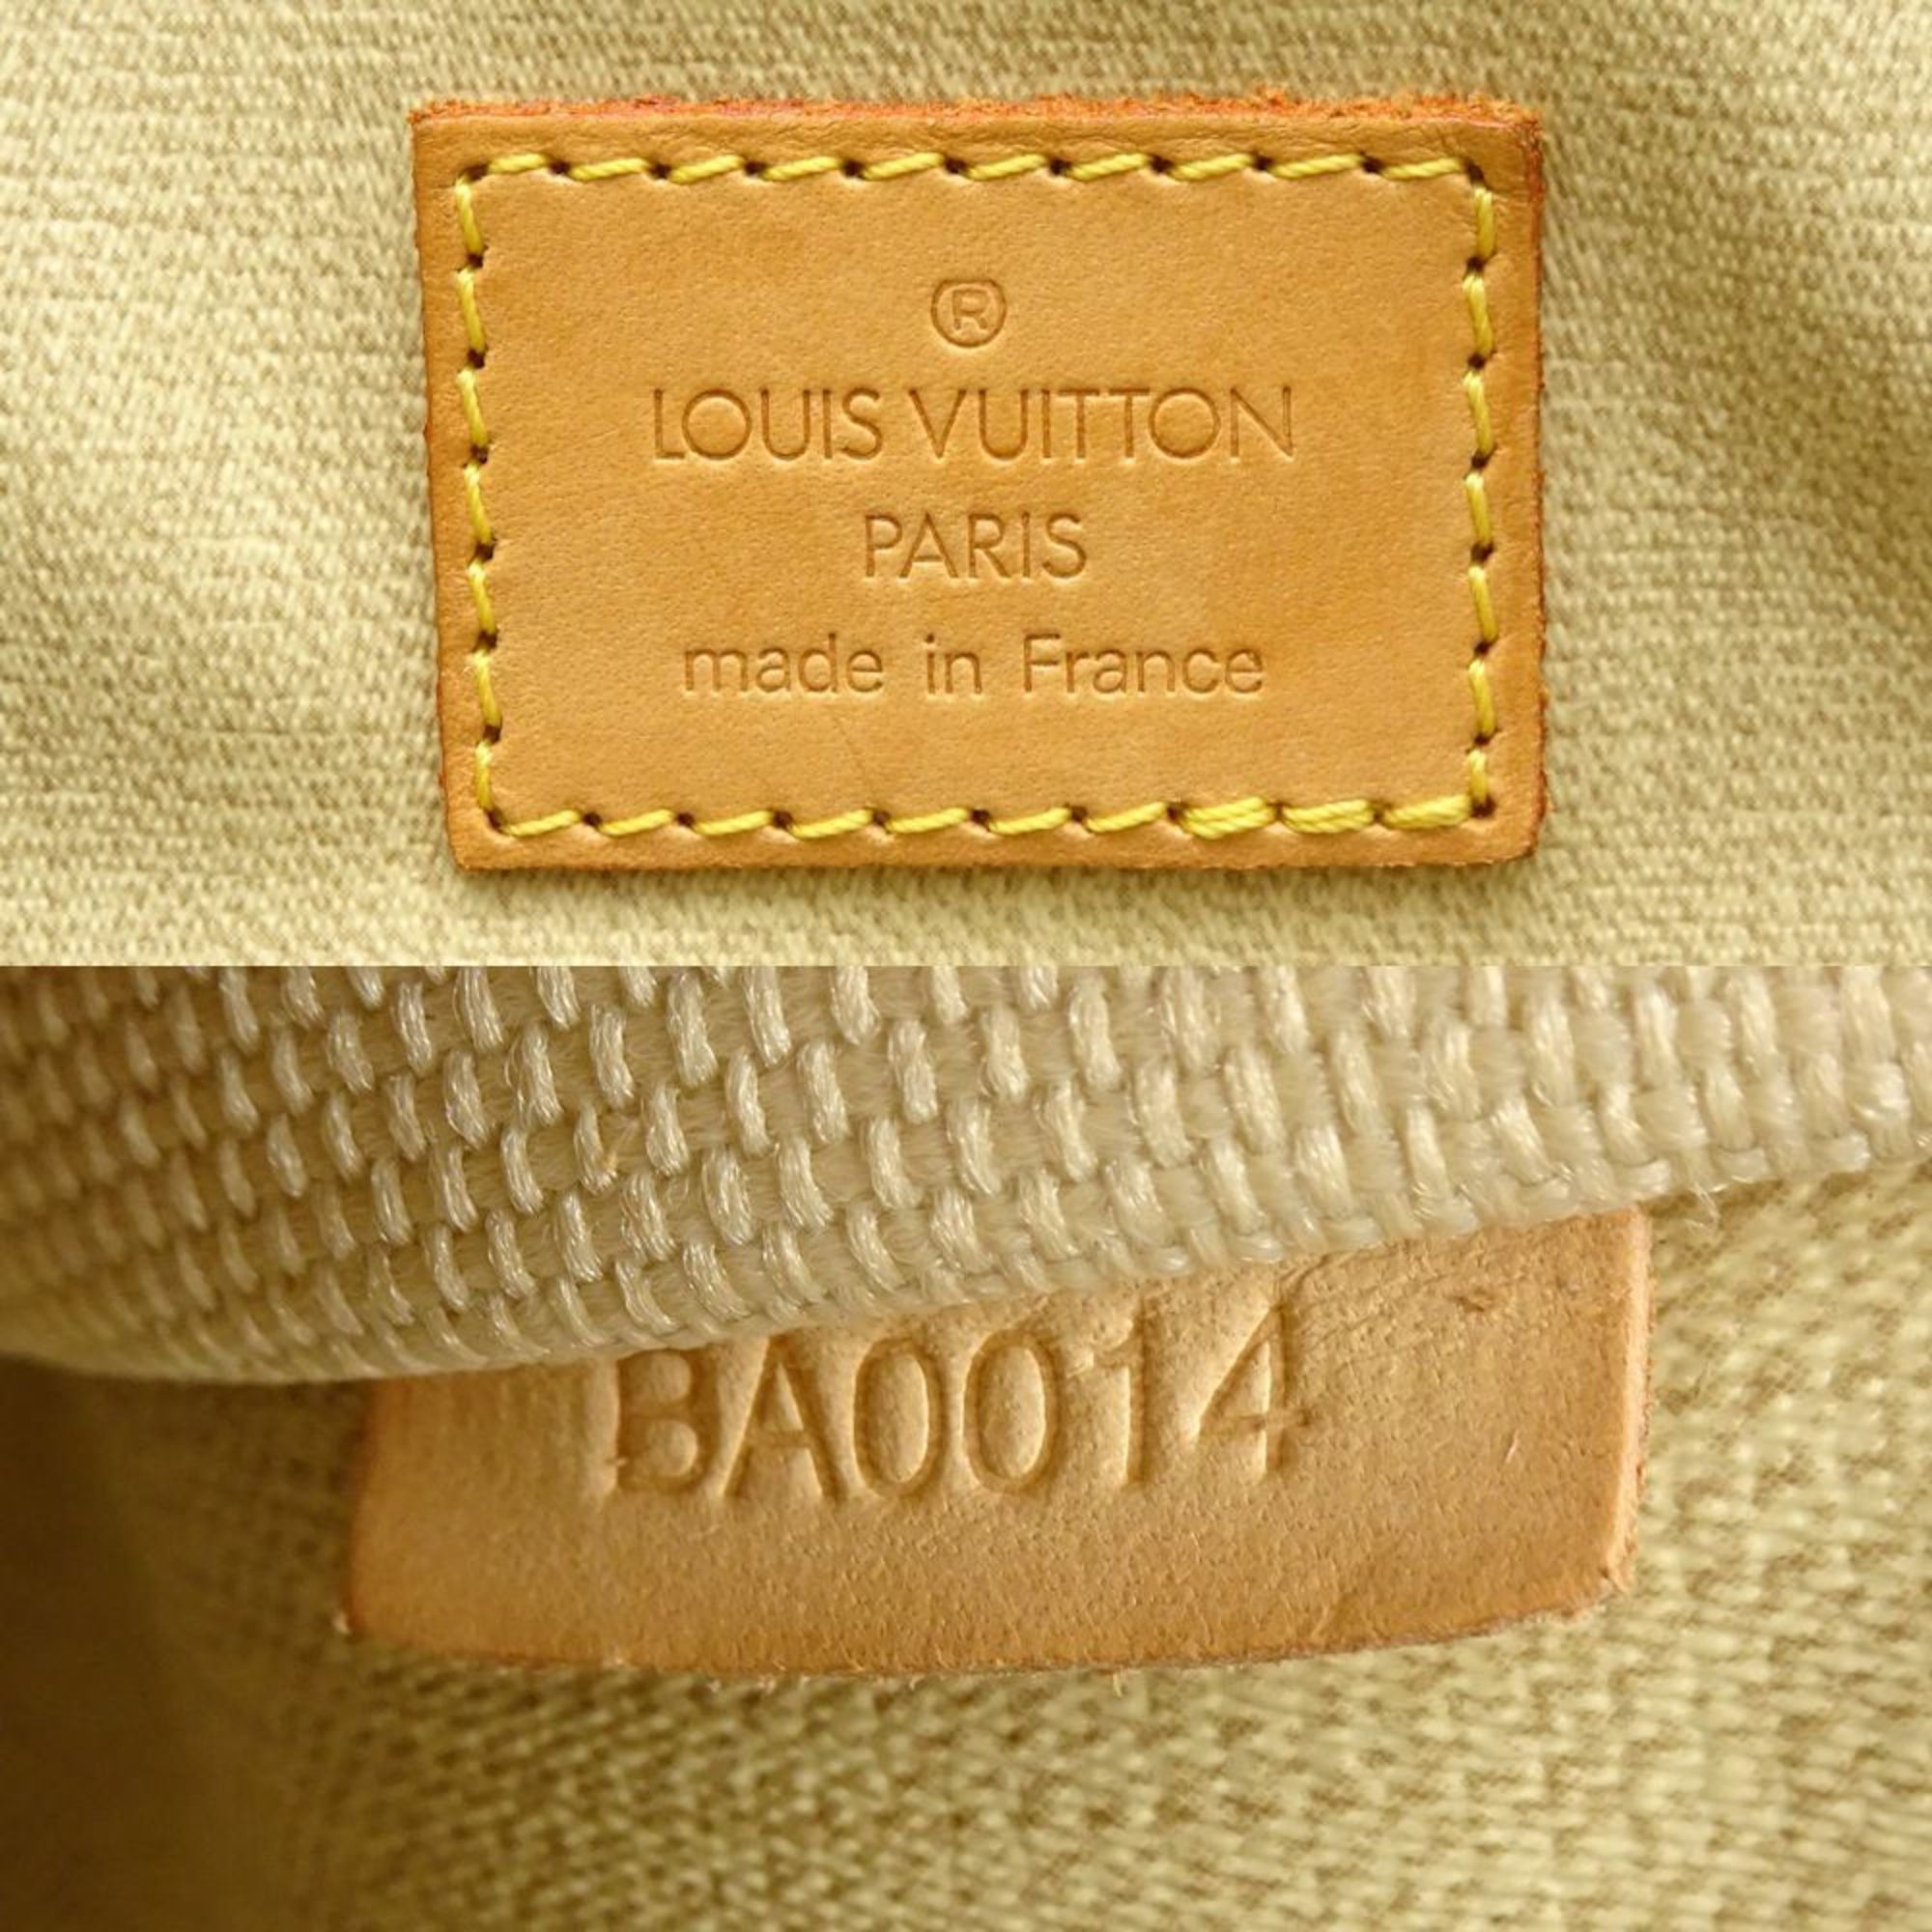 ®
LOUIS VUITTON
PARIS
made in France
BA0014